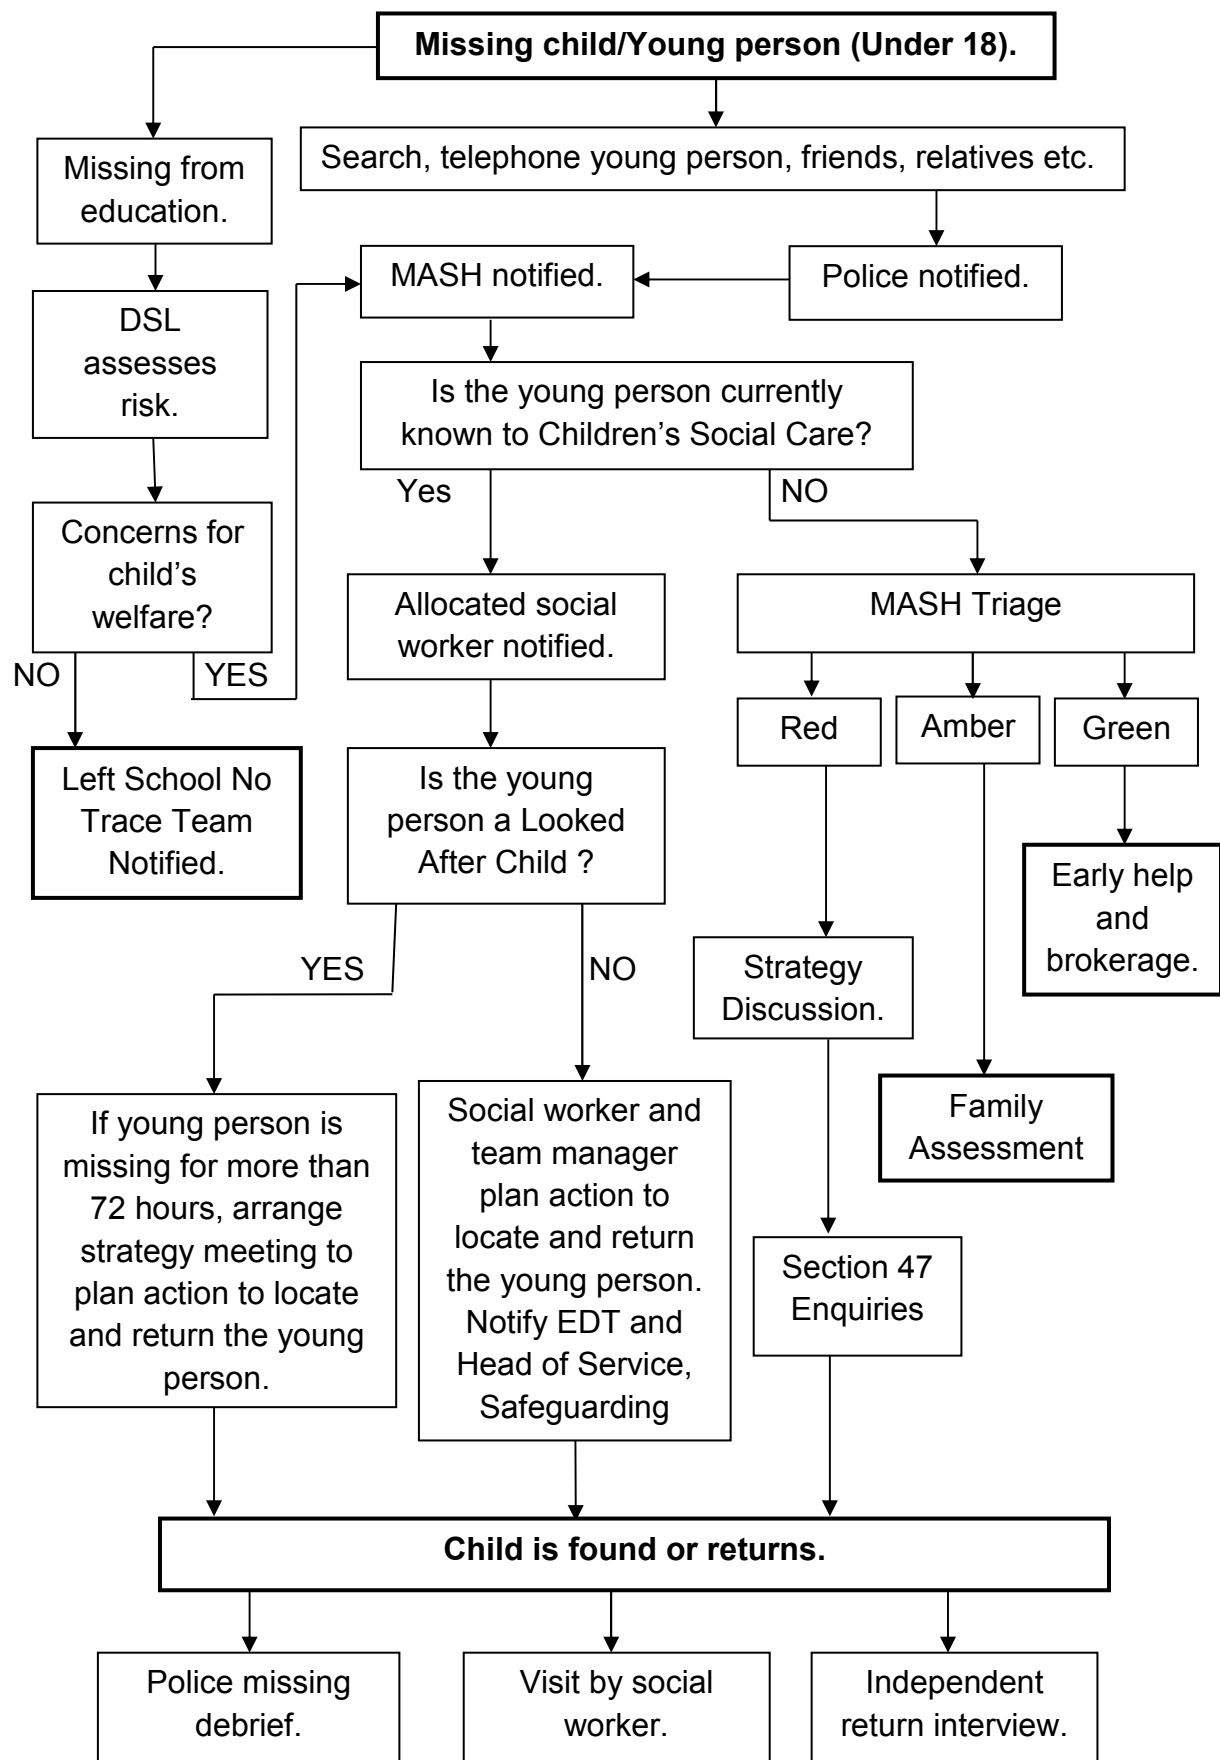 Missing child/Young person (Under 18).
Search, telephone young person, friends, relatives etc.
Missing from
education.
MASH notified.
Police notified.
DSL
assesses
risk.
Is the young person currently
known to Children's Social Care?
Yes
NO
Concerns for
child's
welfare?
NO
YES
Allocated social
worker notified.
MASH Triage
Red
Amber
Green
Left School No
Trace Team
Notified.
Is the young
person a Looked
After Child ?
YES
NO
Early help
and
brokerage.
Strategy
Discussion.
Family
Assessment
If young person is
missing for more than
72 hours, arrange
strategy meeting to
plan action to locate
and return the young
person.
Social worker and
team manager
plan action to
locate and return
the young person.
Notify EDT and
Head of Service,
Safeguarding
Section 47
Enquiries
Child is found or returns.
Police missing
debrief.
Visit by social
worker.
Independent
return interview.